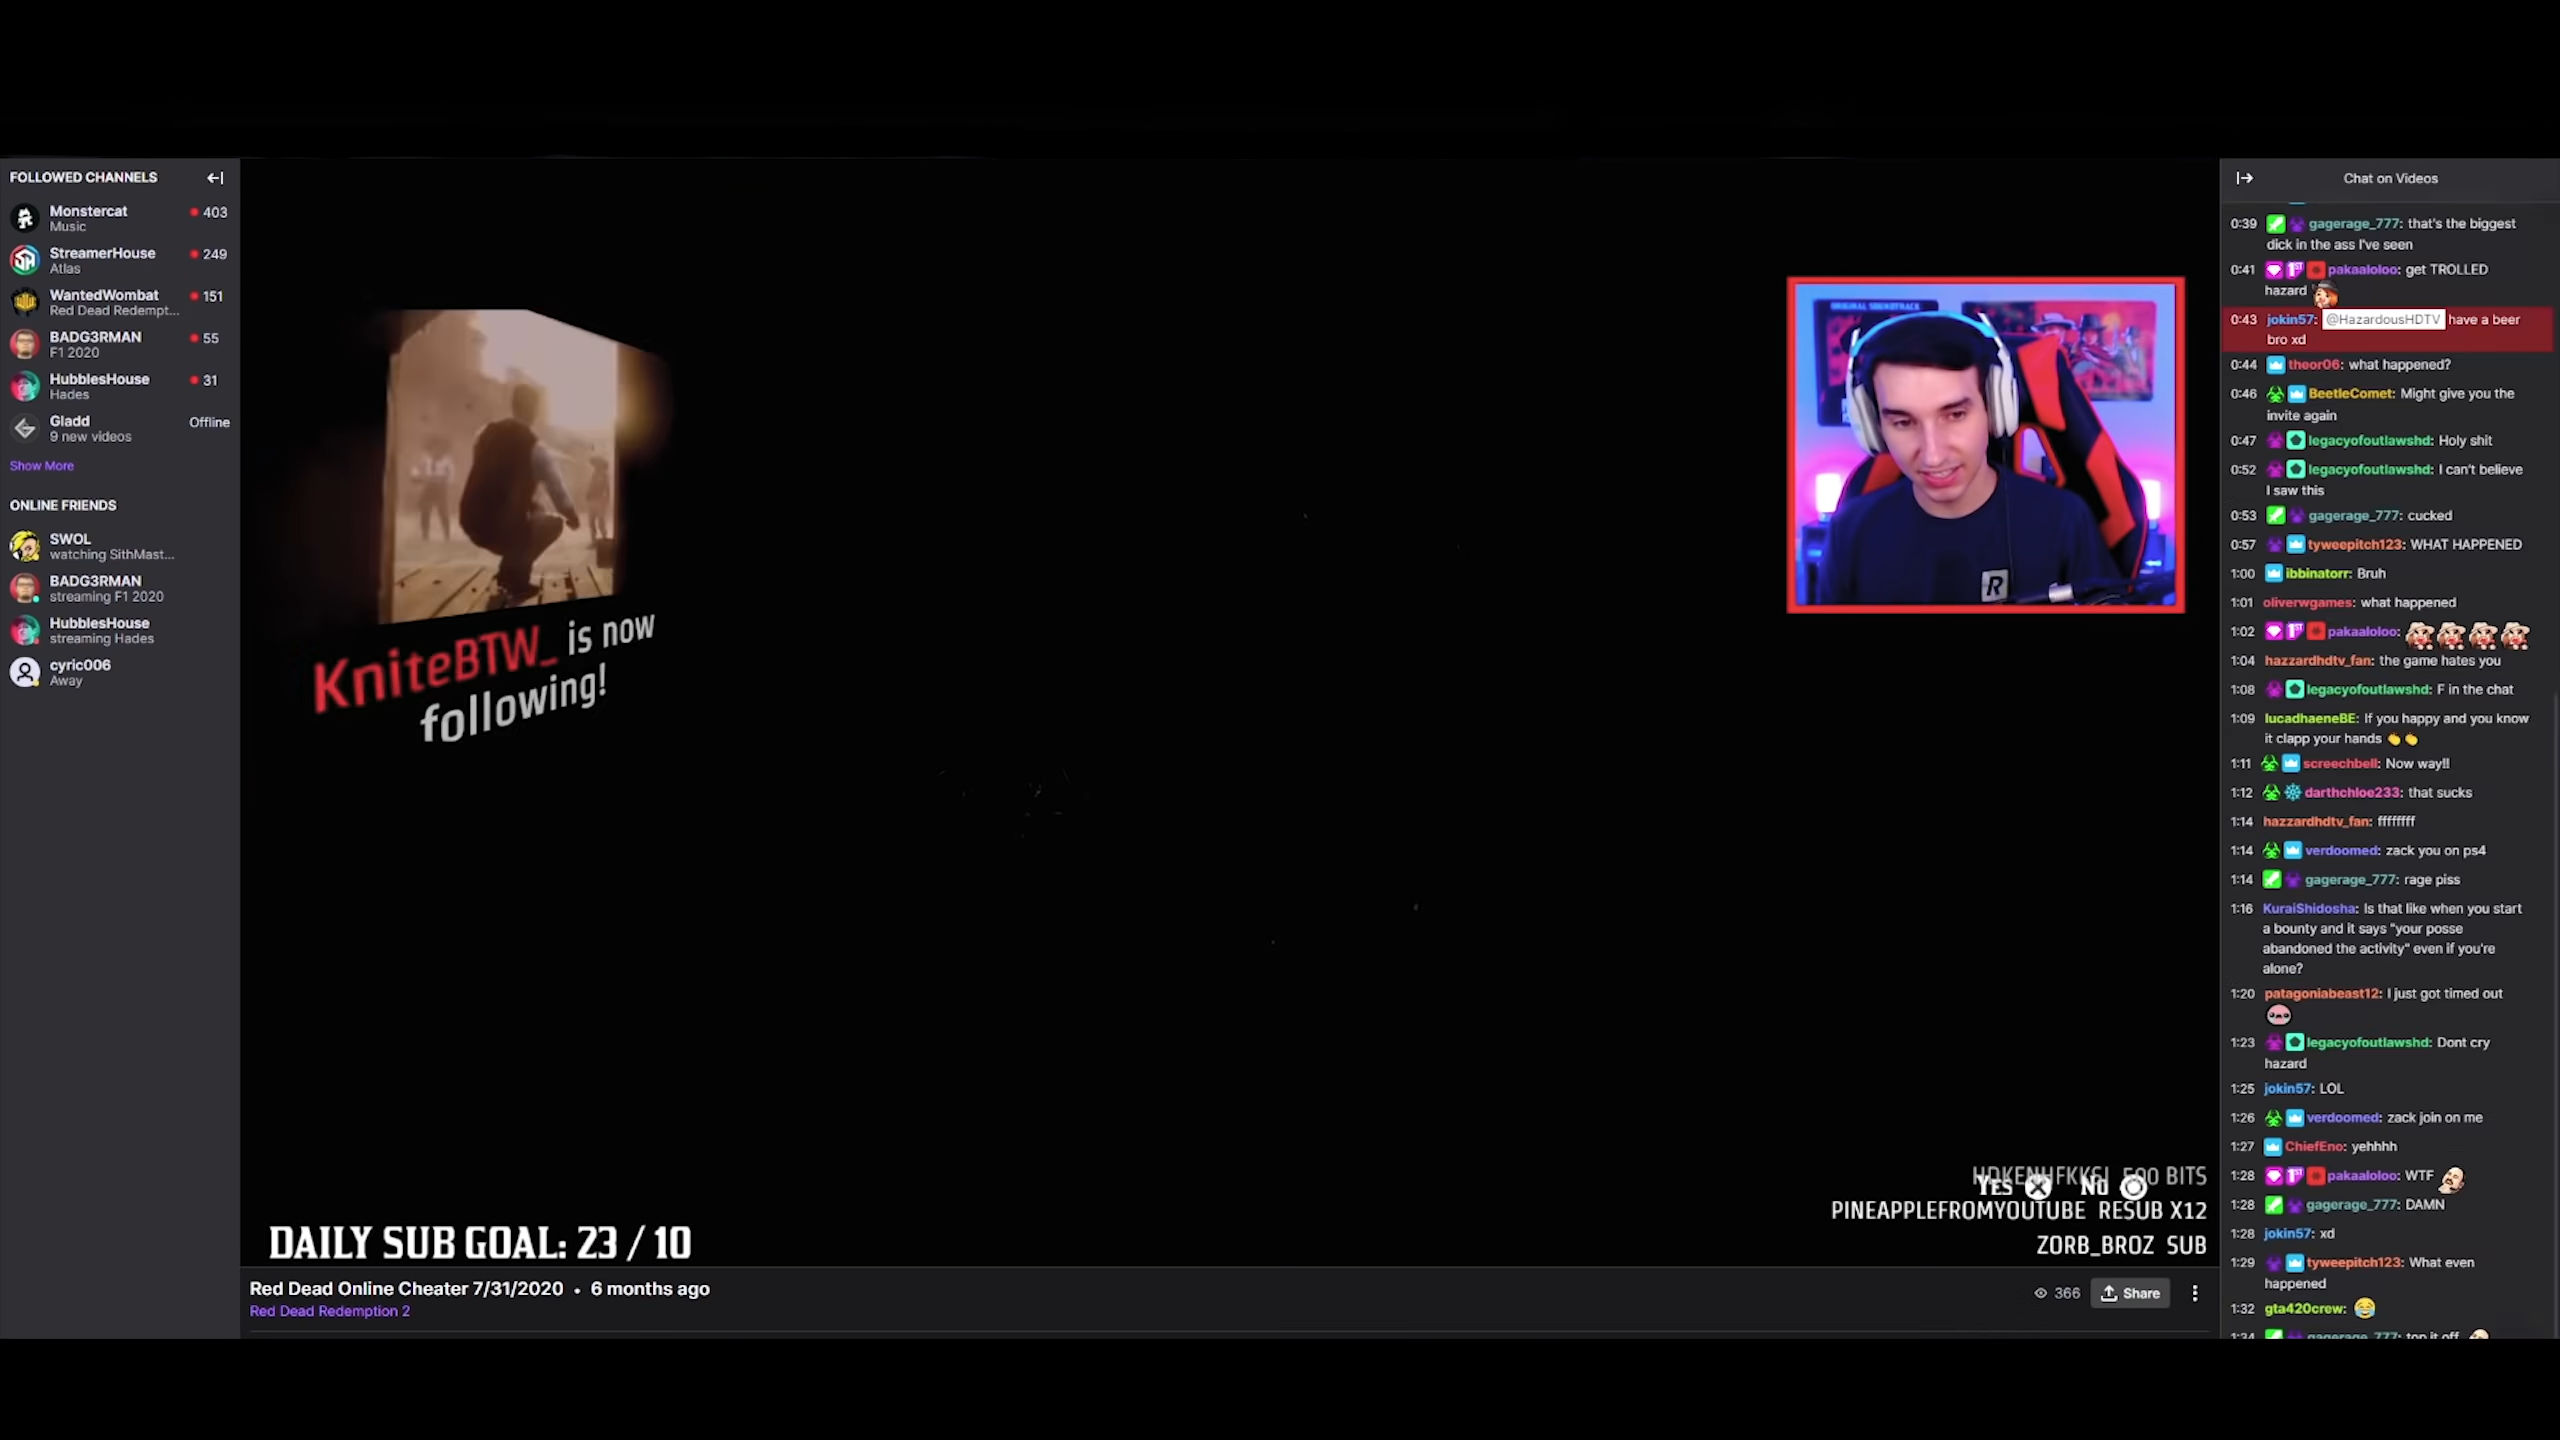 FOLLOWED CHANNELS
Monstercat
403
Music
StreamerHouse
249
Atlas
WantedWombat
151
Red Dead Redempt...
BADG3RMAN
55
F1 2020
HubblesHouse
31
Hades
Gladd
Offline
9 new videos
Show More
ONLINE FRIENDS
SWOL
watching SithMast...
BADG3RMAN
streaming F1 2020
HubblesHouse
streaming Hades
cyric006
Away
KniteBTW_ is now
following!
ORIGINAL SOUNDTRACK
R
500 BITS
YES NO
PINEAPPLEFROMYOUTUBE RESUB X12
ZORB_BROZ SUB
DAILY SUB GOAL: 23 / 10
Red Dead Online Cheater 7/31/2020 • 6 months ago
Red Dead Redemption 2
366
Share
Chat on Videos
0:39 gagerage_777: that's the biggest
dick in the ass I've seen
0:41 pakaaloloo: get TROLLED
hazard
0:43 jokin57: @HazardousHDTV have a beer
bro xd
0:44 theor06: what happened?
0:46 BeetleComet: Might give you the
invite again
0:47 legacyofoutlawshd: Holy shit
0:52 legacyofoutlawshd: I can't believe
I saw this
0:53 gagerage_777: cucked
0:57 tyweepitch123: WHAT HAPPENED
1:00 ibbinatorr: Bruh
1:01 oliverwgames: what happened
1:02 pakaaloloo:
1:04 hazzardhdtv_fan: the game hates you
1:08 legacyofoutlawshd: F in the chat
1:09 lucadhaeneBE: If you happy and you know
it clapp your hands 👏👏
1:11 screechbell: Now way!!
1:12 darthchloe233: that sucks
1:14 hazzardhdtv_fan: ffffffff
1:14 verdoomed: zack you on ps4
1:14 gagerage_777: rage piss
1:16 KuraiShidosha: Is that like when you start
a bounty and it says "your posse
abandoned the activity" even if you're
alone?
1:20 patagoniabeast12: I just got timed out
1:23 legacyofoutlawshd: Dont cry
hazard
1:25 jokin57: LOL
1:26 verdoomed: zack join on me
1:27 ChiefEno: yehhhh
1:28 pakaaloloo: WTF
1:28 gagerage_777: DAMN
1:28 jokin57: xd
1:29 tyweepitch123: What even
happened
1:32 gta420crew: 😂
1:34 gagerage_777: top it off